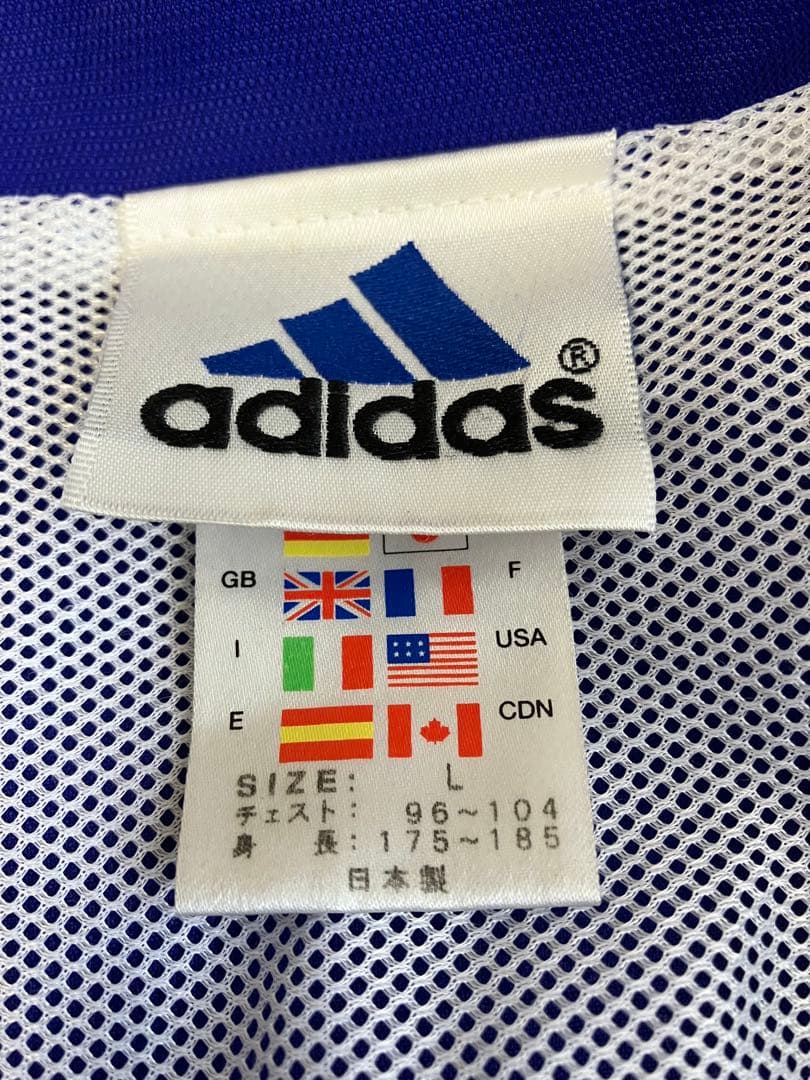 adidas®
GB F
I USA
E CDN
SIZE: L
チェスト: 96~104
身 長: 175~185
日本製